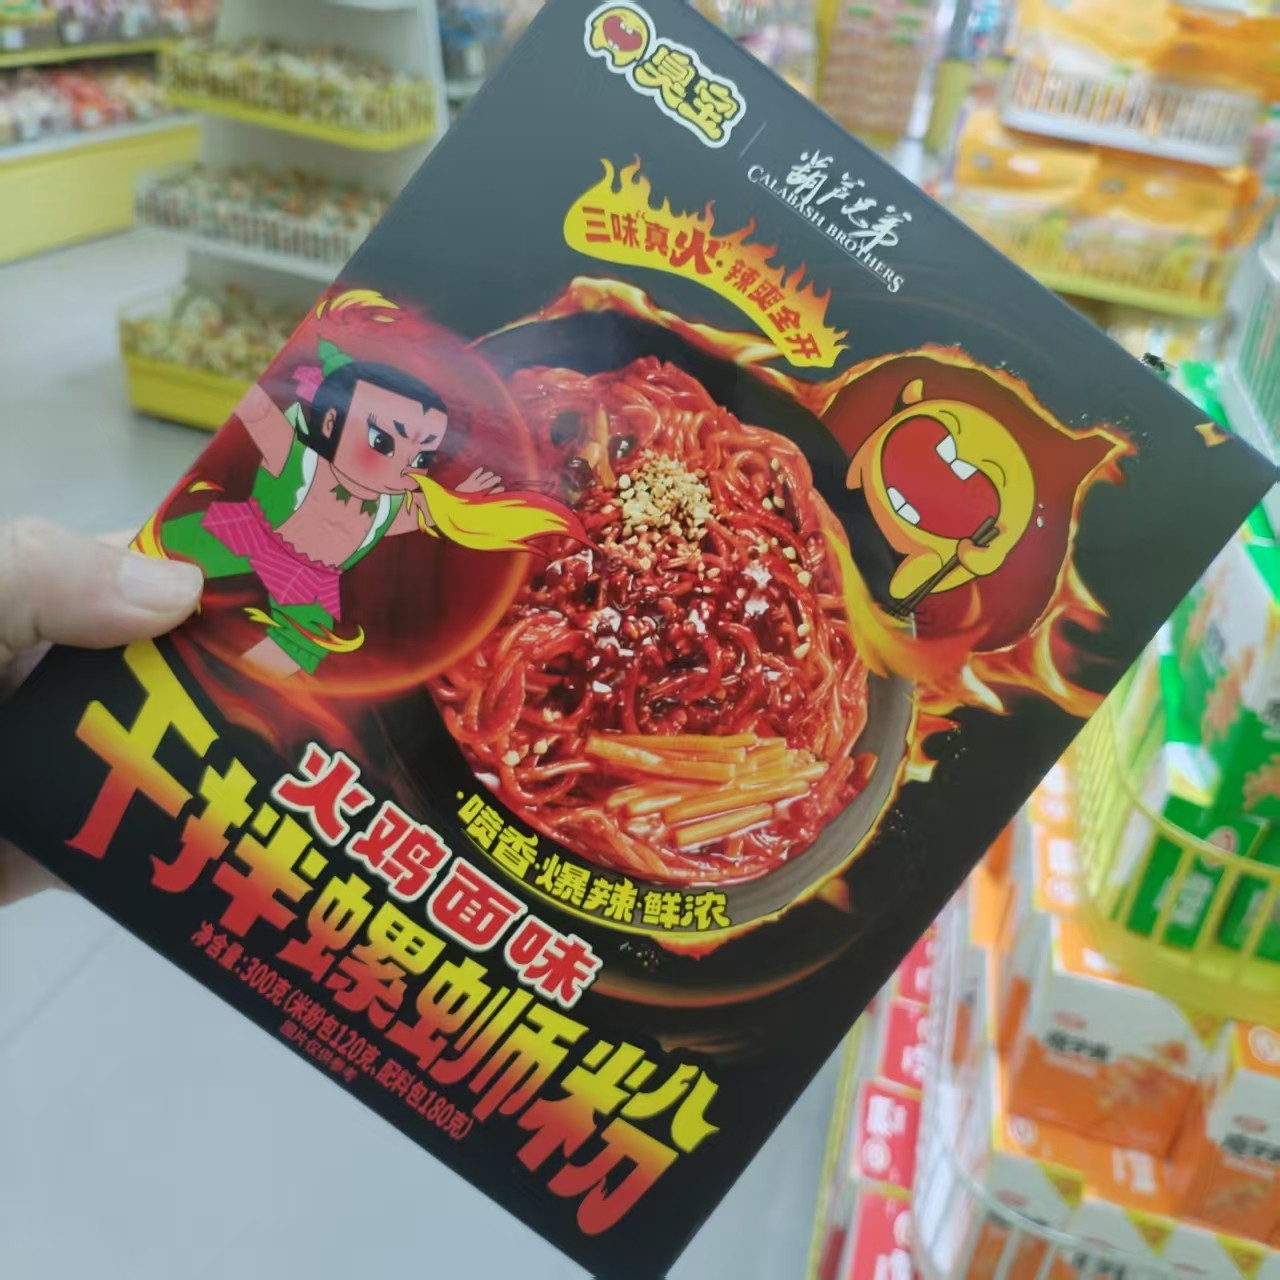 臭宝
葫芦兄弟
CALABASH BROTHERS
三味"真火"·辣爽全开
·喷香·爆辣·鲜浓
火鸡面味
干拌螺蛳粉
净含量:300克(米粉包120克、配料包180克)
图片仅供参考